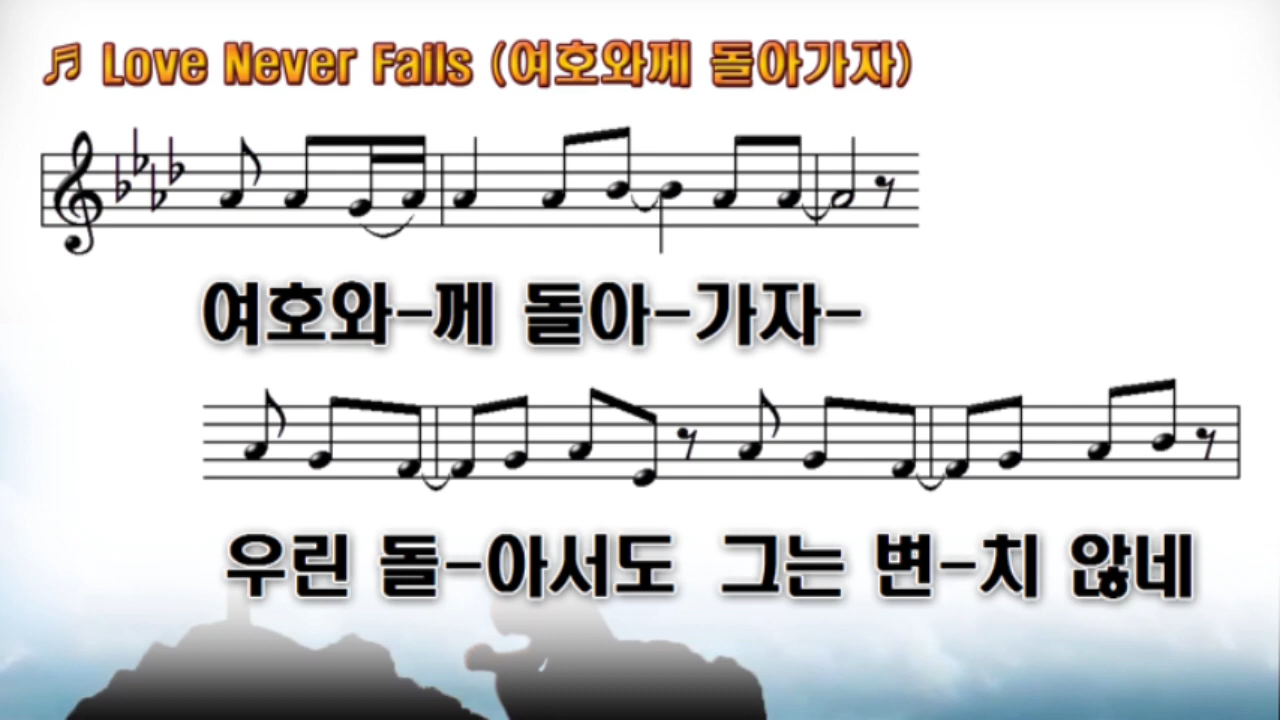 ♬ Love Never Fails (여호와께 돌아가자)
여호와-께 돌아-가자-
우린 돌-아서도 그는 변-치 않네